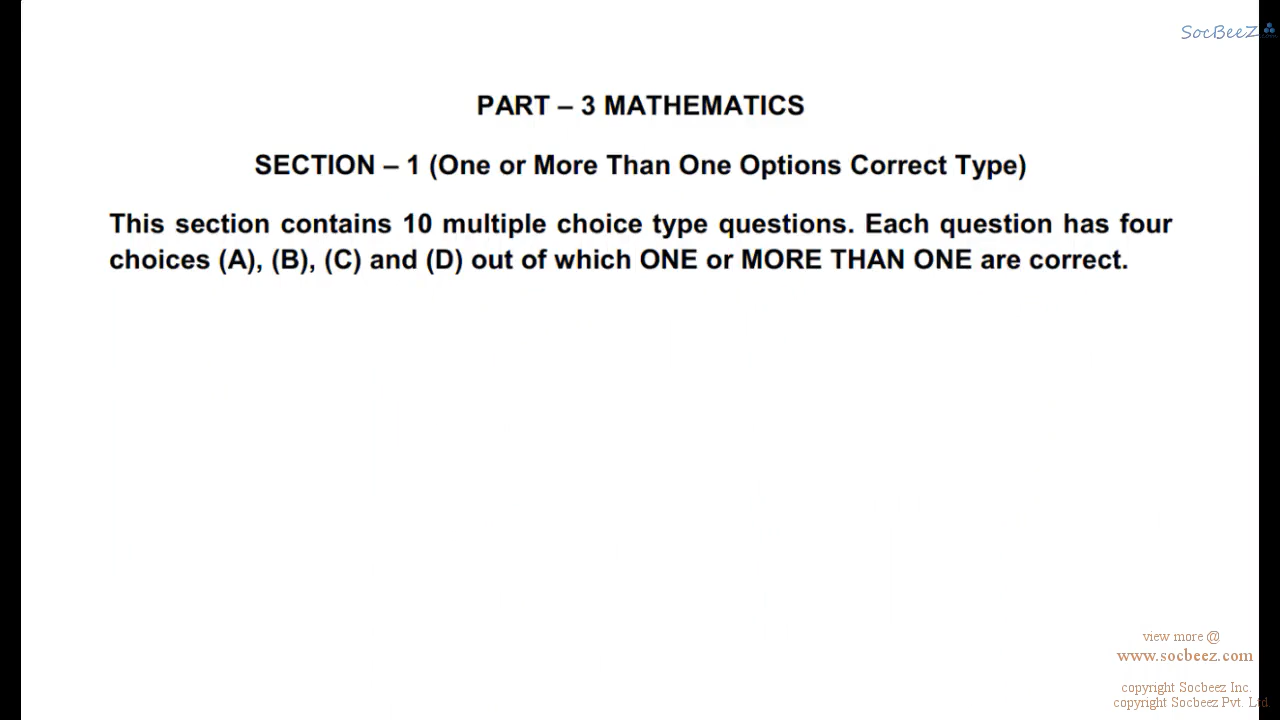 SocBeeZ
PART – 3 MATHEMATICS
SECTION – 1 (One or More Than One Options Correct Type)
This section contains 10 multiple choice type questions. Each question has four
choices (A), (B), (C) and (D) out of which ONE or MORE THAN ONE are correct.
view more @
www.socbeez.com
copyright Socbeez Inc.
copyright Socbeez Pvt. Ltd